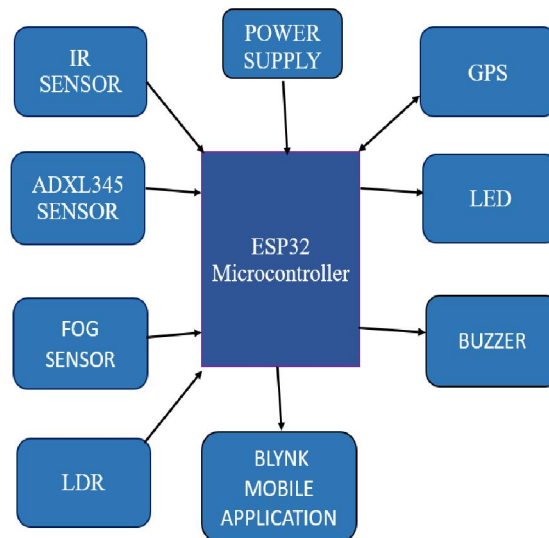 IR
SENSOR
POWER
SUPPLY
GPS
ADXL345
SENSOR
ESP32
Microcontroller
LED
FOG
SENSOR
BUZZER
LDR
BLYNK
MOBILE
APPLICATION